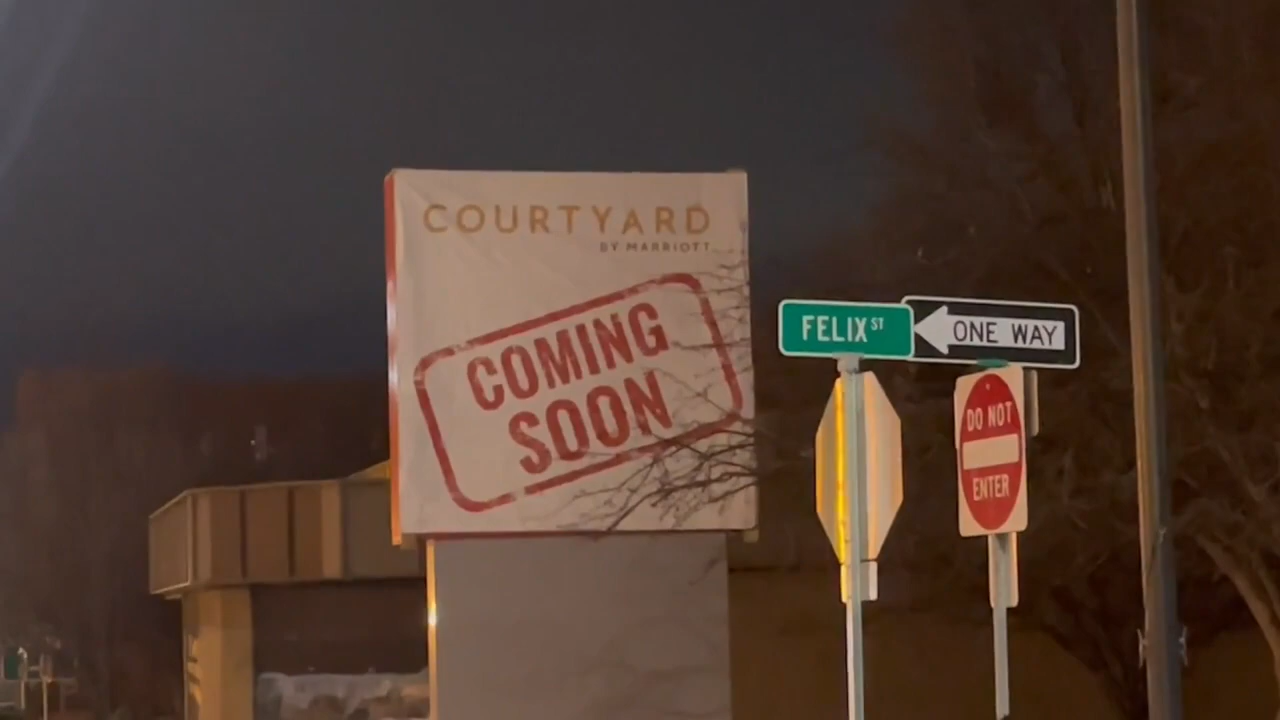 COURTYARD
BY MARRIOTT
COMING
SOON
FELIX ST
ONE WAY
DO NOT
ENTER